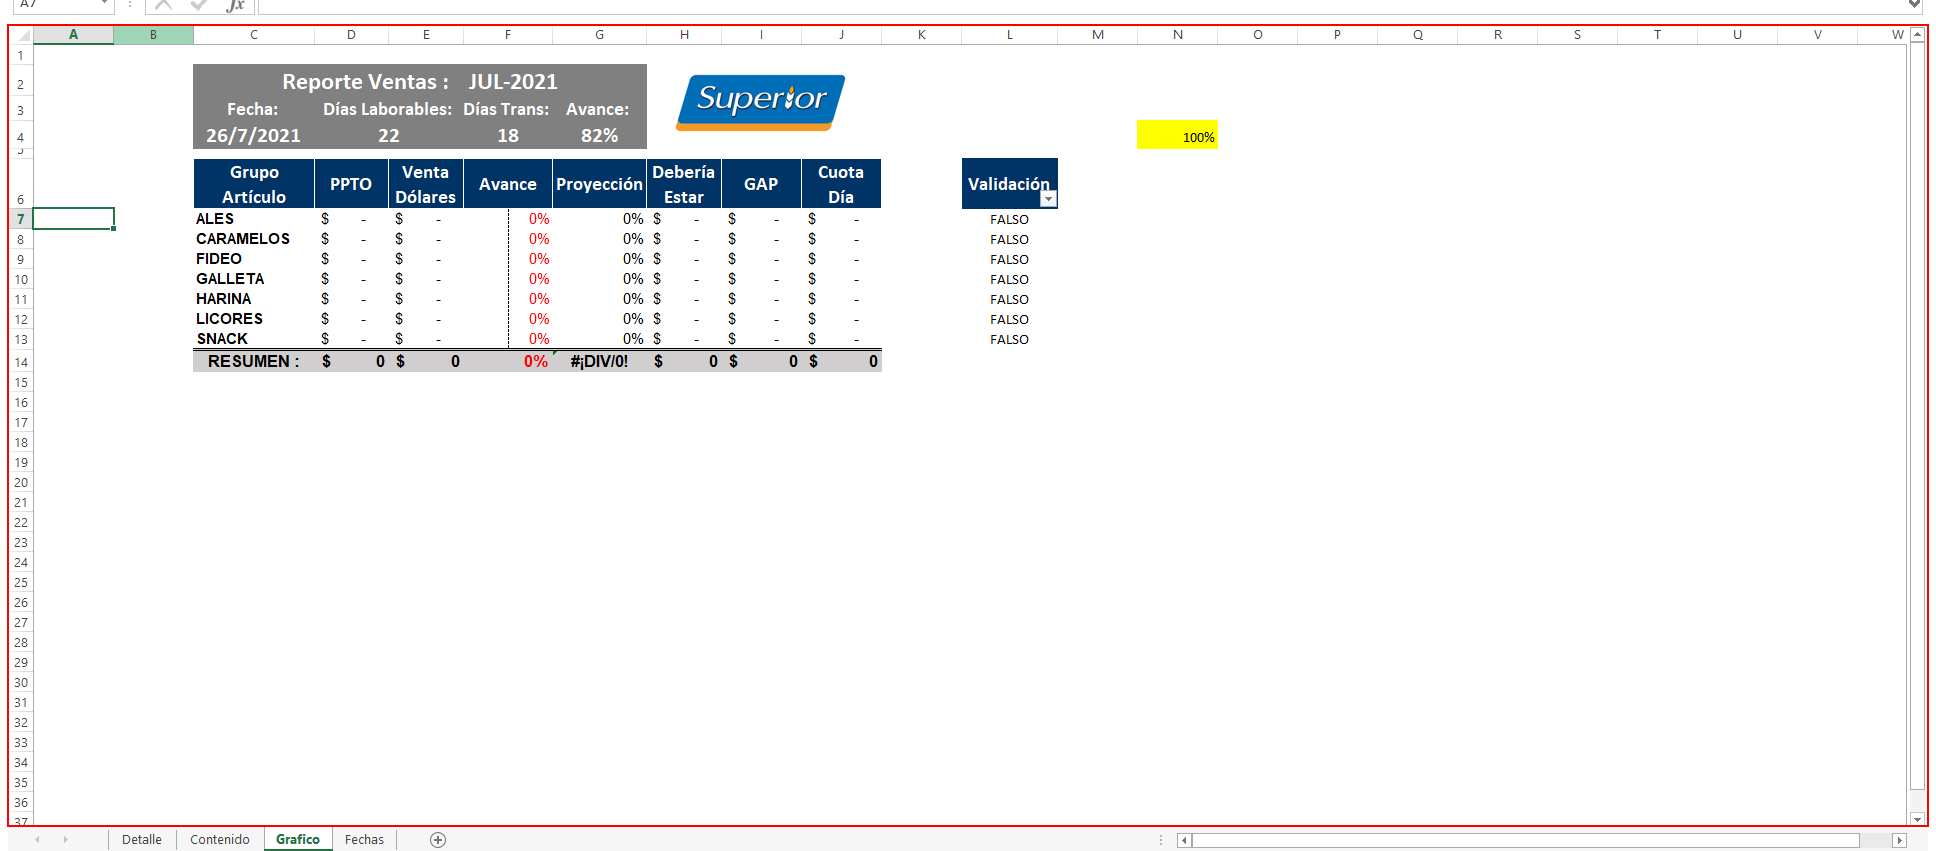 A7
fx
A B C D E F G H I J K L M N O P Q R S T U V W
1
2 Reporte Ventas : JUL-2021
Superior
3 Fecha: Días Laborables: Días Trans: Avance:
4 26/7/2021 22 18 82% 100%
5
6 Grupo Artículo PPTO Venta Dólares Avance Proyección Debería Estar GAP Cuota Día Validación
7 ALES $ - $ - 0% 0% $ - $ - $ - FALSO
8 CARAMELOS $ - $ - 0% 0% $ - $ - $ - FALSO
9 FIDEO $ - $ - 0% 0% $ - $ - $ - FALSO
10 GALLETA $ - $ - 0% 0% $ - $ - $ - FALSO
11 HARINA $ - $ - 0% 0% $ - $ - $ - FALSO
12 LICORES $ - $ - 0% 0% $ - $ - $ - FALSO
13 SNACK $ - $ - 0% 0% $ - $ - $ - FALSO
14 RESUMEN : $ 0 $ 0 0% #¡DIV/0! $ 0 $ 0 $ 0
15
16
17
18
19
20
21
22
23
24
25
26
27
28
29
30
31
32
33
34
35
36
37
Detalle Contenido Grafico Fechas